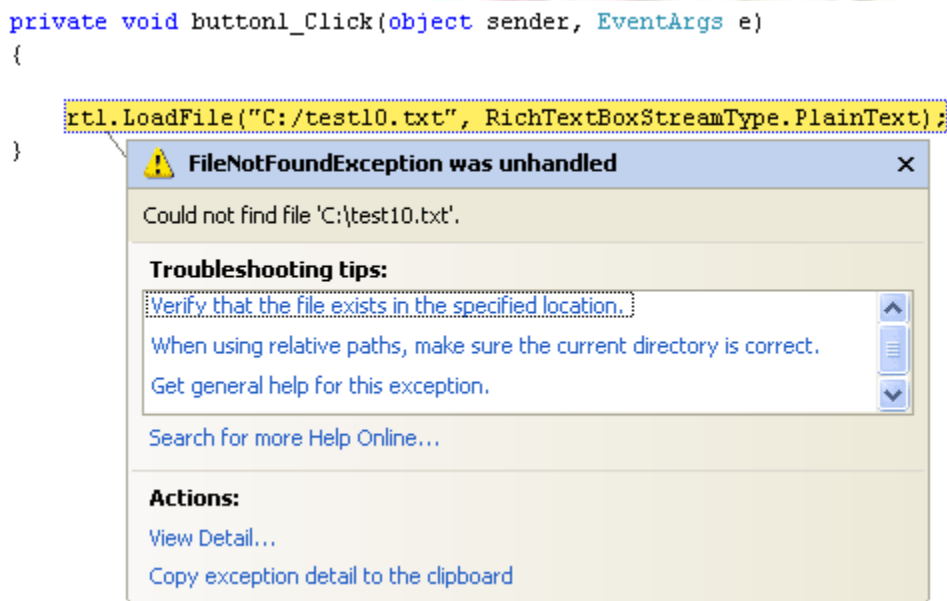 private void button1_Click(object sender, EventArgs e)
{
rt1.LoadFile("C:/test10.txt", RichTextBoxStreamType.PlainText);
}
FileNotFoundException was unhandled
Could not find file 'C:\test10.txt'.
Troubleshooting tips:
Verify that the file exists in the specified location.
When using relative paths, make sure the current directory is correct.
Get general help for this exception.
Search for more Help Online...
Actions:
View Detail...
Copy exception detail to the clipboard